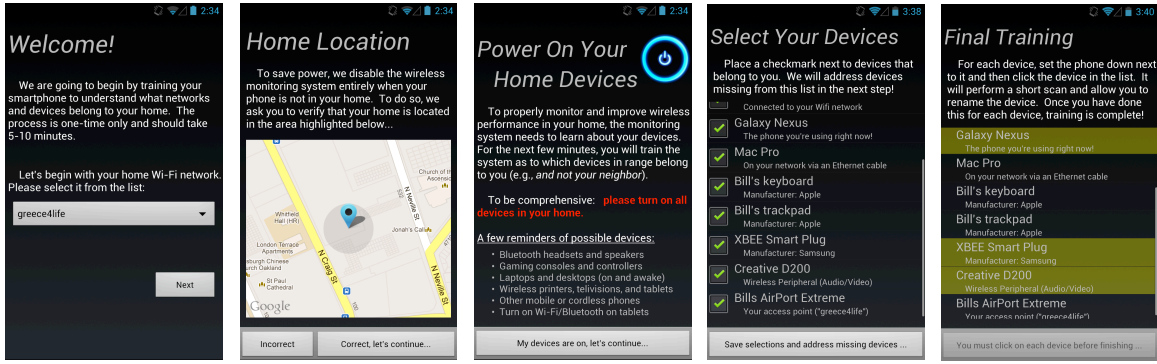 2:34
Welcome!
We are going to begin by training your
smartphone to understand what networks
and devices belong to your home. The
process is one-time only and should take
5-10 minutes.
Let's begin with your home Wi-Fi network.
Please select it from the list:
greece4life
Next
2:34
Home Location
To save power, we disable the wireless
monitoring system entirely when your
phone is not in your home. To do so, we
ask you to verify that your home is located
in the area highlighted below...
Church of the
Ascension
N Neville St
Whitfield
Hall (HR)
Jonah's Call
London Terrace
Apartments
sburgh Chinese
urch Oakland
St Paul
Cathedral
N Craig St
N Neville St
Google
Incorrect
Correct, let's continue...
2:34
Power On Your
Home Devices
To properly monitor and improve wireless
performance in your home, the monitoring
system needs to learn about your devices.
For the next few minutes, you will train the
system as to which devices in range belong
to you (e.g., and not your neighbor).
To be comprehensive: please turn on all
devices in your home.
A few reminders of possible devices:
• Bluetooth headsets and speakers
• Gaming consoles and controllers
• Laptops and desktops (on and awake)
• Wireless printers, telivisions, and tablets
• Other mobile or cordless phones
• Turn on Wi-Fi/Bluetooth on tablets
My devices are on, let's continue...
3:38
Select Your Devices
Place a checkmark next to devices that
belong to you. We will address devices
missing from this list in the next step!
Connected to your Wifi network
Galaxy Nexus
The phone you're using right now!
Mac Pro
On your network via an Ethernet cable
Bill's keyboard
Manufacturer: Apple
Bill's trackpad
Manufacturer: Apple
XBEE Smart Plug
Manufacturer: Samsung
Creative D200
Wireless Peripheral (Audio/Video)
Bills AirPort Extreme
Your access point ("greece4life")
Save selections and address missing devices ...
3:40
Final Training
For each device, set the phone down next
to it and then click the device in the list. It
will perform a short scan and allow you to
rename the device. Once you have done
this for each device, training is complete!
Galaxy Nexus
The phone you're using right now!
Mac Pro
On your network via an Ethernet cable
Bill's keyboard
Manufacturer: Apple
Bill's trackpad
Manufacturer: Apple
XBEE Smart Plug
Manufacturer: Samsung
Creative D200
Wireless Peripheral (Audio/Video)
Bills AirPort Extreme
Your access point ("greece4life")
You must click on each device before finishing ...